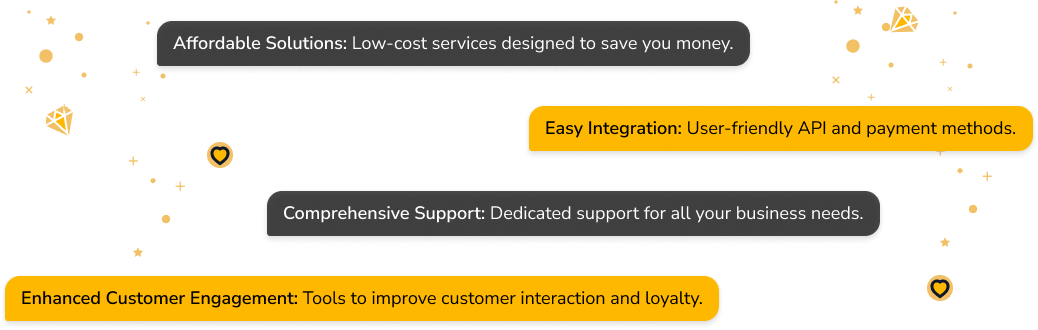 Affordable Solutions: Low-cost services designed to save you money.
Easy Integration: User-friendly API and payment methods.
Comprehensive Support: Dedicated support for all your business needs.
Enhanced Customer Engagement: Tools to improve customer interaction and loyalty.